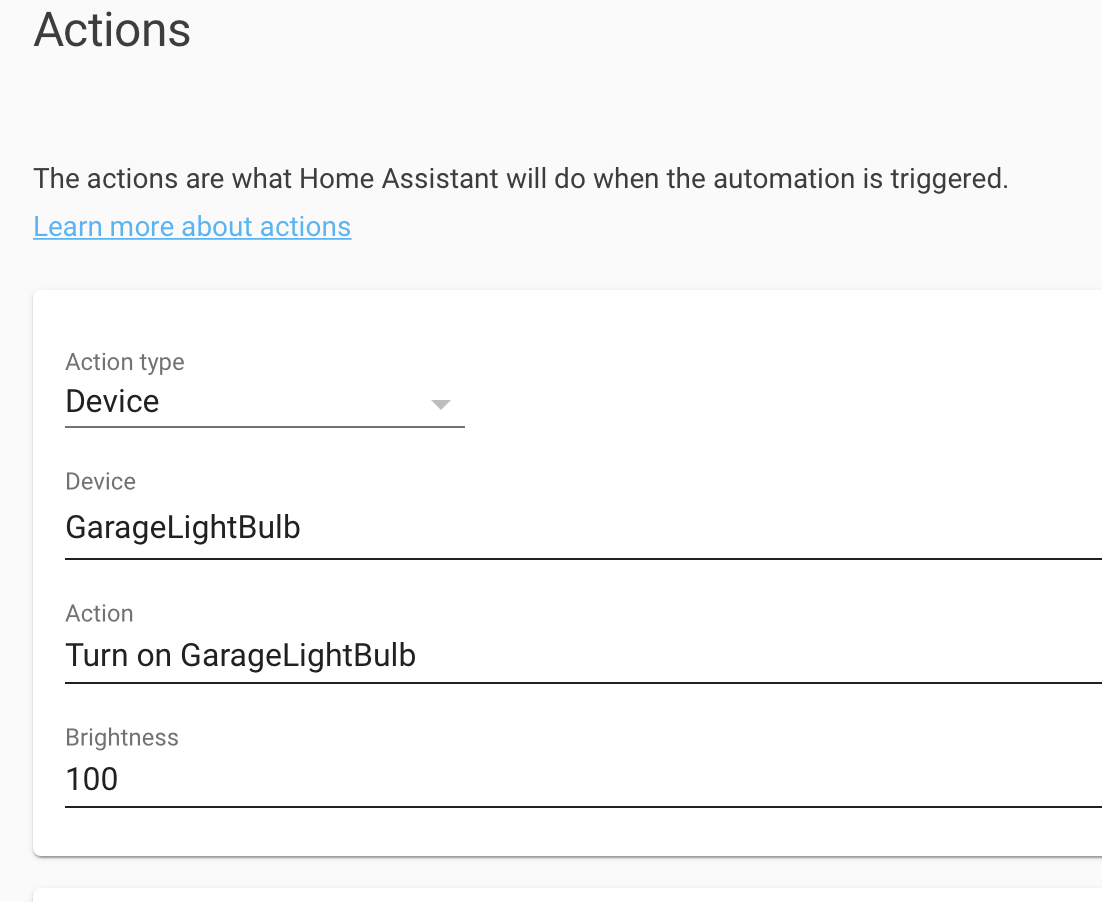 Actions
The actions are what Home Assistant will do when the automation is triggered.
Learn more about actions
Action type
Device
Device
GarageLightBulb
Action
Turn on GarageLightBulb
Brightness
100